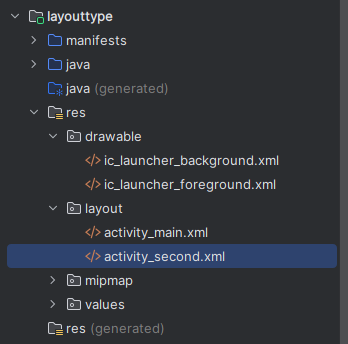 layouttype
manifests
java
java (generated)
res
drawable
ic_launcher_background.xml
ic_launcher_foreground.xml
layout
activity_main.xml
activity_second.xml
mipmap
values
res (generated)